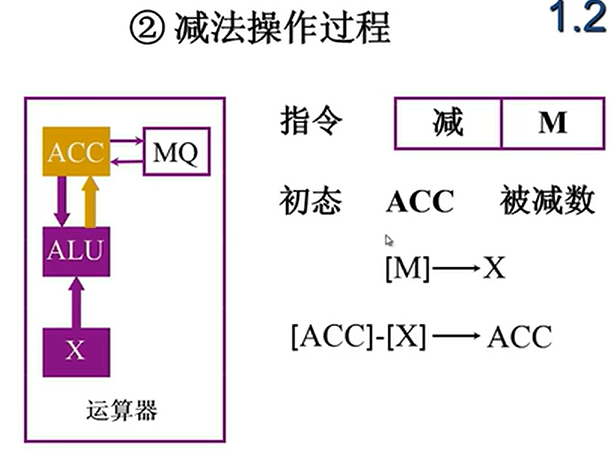 ② 减法操作过程
1.2
指令 减 M
ACC MQ
初态 ACC 被减数
ALU
[M]→X
[ACC]-[X]→ACC
X
运算器